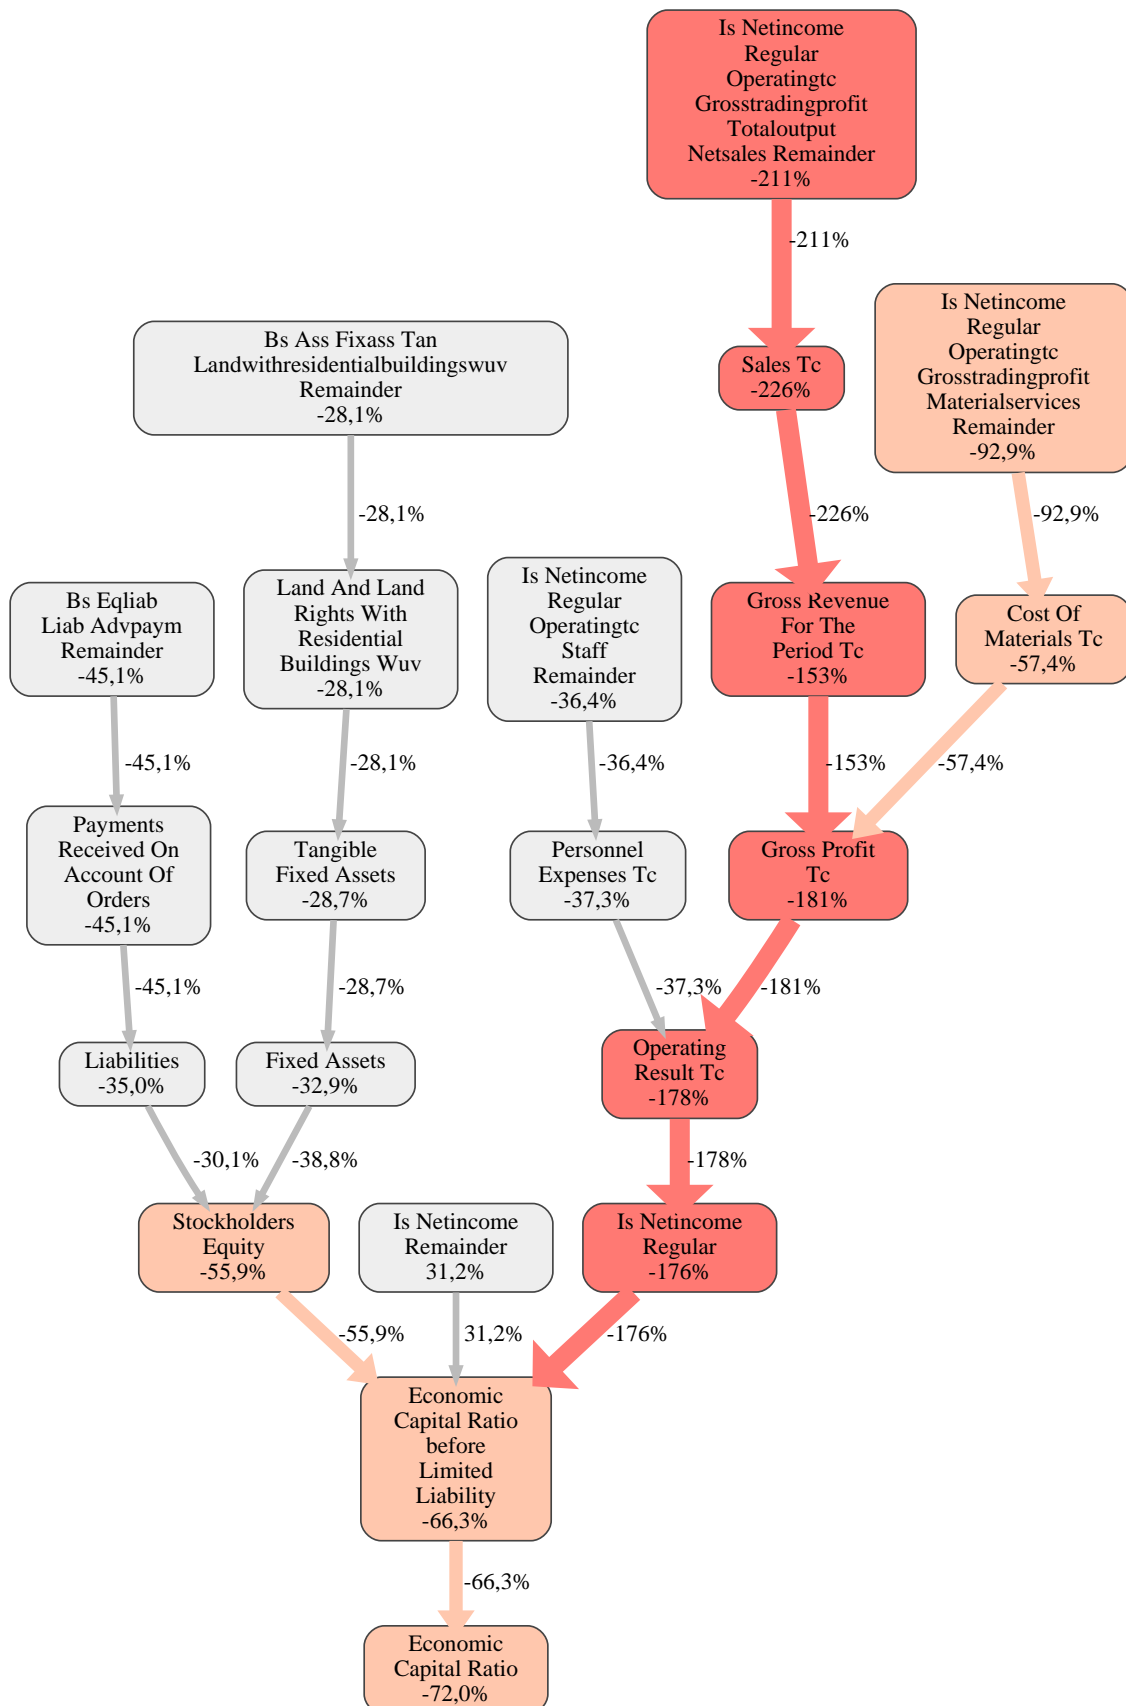 Is Netincome
Regular
Operatingtc
Grosstradingprofit
Totaloutput
Netsales Remainder
-211%
-211%
Is Netincome
Regular
Operatingtc
Grosstradingprofit
Materialservices
Remainder
-92,9%
Bs Ass Fixass Tan
Landwithresidentialbuildingswuv
Remainder
-28,1%
Sales Tc
-226%
-28,1%
-226%
-92,9%
Bs Eqliab
Liab Advpaym
Remainder
-45,1%
Land And Land
Rights With
Residential
Buildings Wuv
-28,1%
Is Netincome
Regular
Operatingtc
Staff
Remainder
-36,4%
Gross Revenue
For The
Period Tc
-153%
Cost Of
Materials Tc
-57,4%
-45,1%
-28,1%
-36,4%
-153%
-57,4%
Payments
Received On
Account Of
Orders
-45,1%
Tangible
Fixed Assets
-28,7%
Personnel
Expenses Tc
-37,3%
Gross Profit
Tc
-181%
-45,1%
-28,7%
-37,3%
-181%
Liabilities
-35,0%
Fixed Assets
-32,9%
Operating
Result Tc
-178%
-30,1%
-38,8%
-178%
Stockholders
Equity
-55,9%
Is Netincome
Remainder
31,2%
Is Netincome
Regular
-176%
-55,9%
31,2%
-176%
Economic
Capital Ratio
before
Limited
Liability
-66,3%
-66,3%
Economic
Capital Ratio
-72,0%